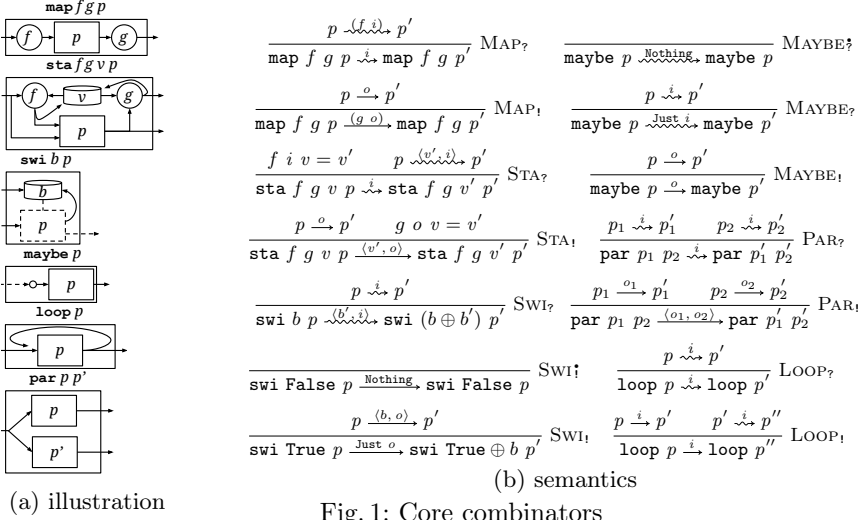 map f g p
f p g
sta f g v p
f v g
p
swi b p
b
p
maybe p
p
loop p
p
par p p'
p
p'
(a) illustration
p (f i) p′
map f g p i map f g p′ MAP?
maybe p Nothing maybe p MAYBE?
p o p′
map f g p (g o) map f g p′ MAP!
p i p′
maybe p Just i maybe p′ MAYBE?
f i v = v′ p ⟨v′, i⟩ p′
sta f g v p i sta f g v′ p′ STA?
p o p′
maybe p o maybe p′ MAYBE!
p o p′ g o v = v′
sta f g v p ⟨v′, o⟩ sta f g v′ p′ STA!
p₁ i p₁′ p₂ i p₂′
par p₁ p₂ i par p₁′ p₂′ PAR?
p i p′
swi b p ⟨b′, i⟩ swi (b ⊕ b′) p′ SWI?
p₁ o₁ p₁′ p₂ o₂ p₂′
par p₁ p₂ ⟨o₁, o₂⟩ par p₁′ p₂′ PAR!
swi False p Nothing swi False p SWI!
p i p′
loop p i loop p′ LOOP?
p ⟨b, o⟩ p′
swi True p Just o swi True ⊕ b p′ SWI!
p i p′ p′ i p′′
loop p i loop p′′ LOOP!
(b) semantics
Fig. 1: Core combinators